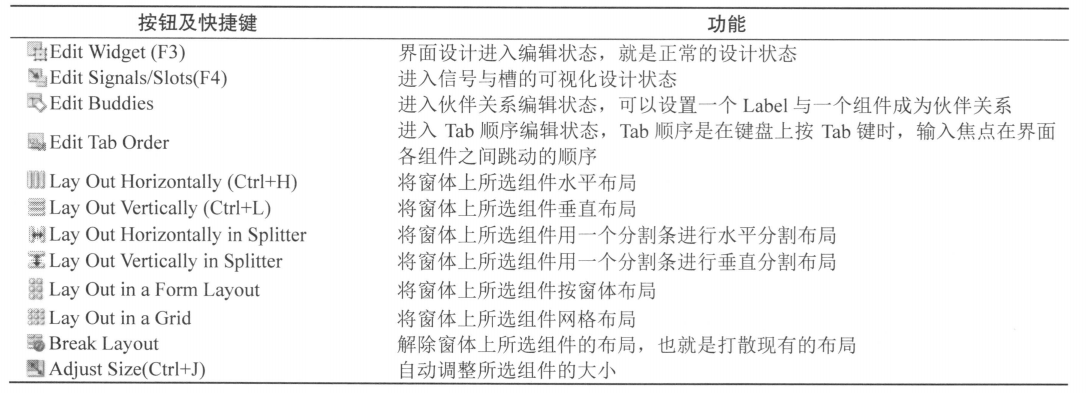 按钮及快捷键 功能
Edit Widget (F3) 界面设计进入编辑状态，就是正常的设计状态
Edit Signals/Slots(F4) 进入信号与槽的可视化设计状态
Edit Buddies 进入伙伴关系编辑状态，可以设置一个 Label 与一个组件成为伙伴关系
Edit Tab Order 进入 Tab 顺序编辑状态，Tab 顺序是在键盘上按 Tab 键时，输入焦点在界面
各组件之间跳动的顺序
Lay Out Horizontally (Ctrl+H) 将窗体上所选组件水平布局
Lay Out Vertically (Ctrl+L) 将窗体上所选组件垂直布局
Lay Out Horizontally in Splitter 将窗体上所选组件用一个分割条进行水平分割布局
Lay Out Vertically in Splitter 将窗体上所选组件用一个分割条进行垂直分割布局
Lay Out in a Form Layout 将窗体上所选组件按窗体布局
Lay Out in a Grid 将窗体上所选组件网格布局
Break Layout 解除窗体上所选组件的布局，也就是打散现有的布局
Adjust Size(Ctrl+J) 自动调整所选组件的大小